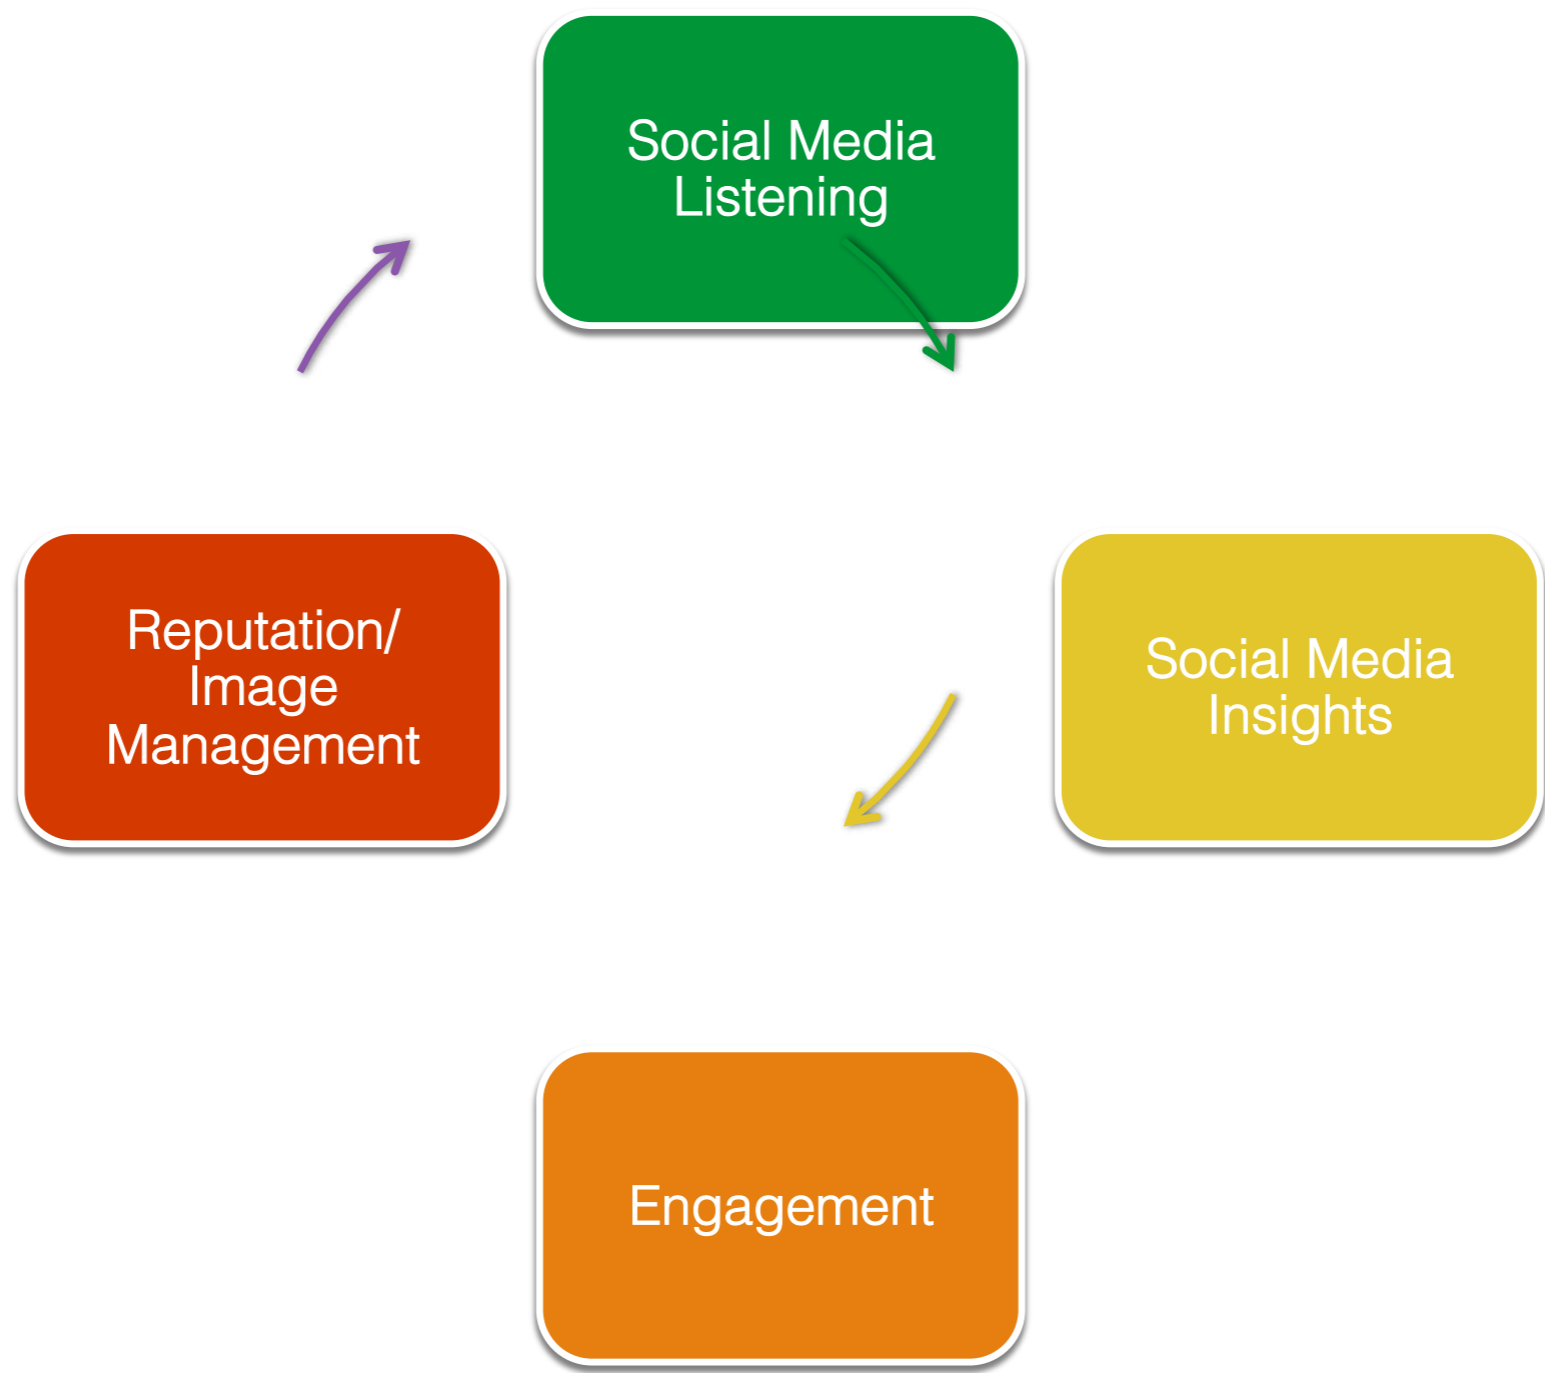 Social Media
Listening
Reputation/
Image
Management
Social Media
Insights
Engagement